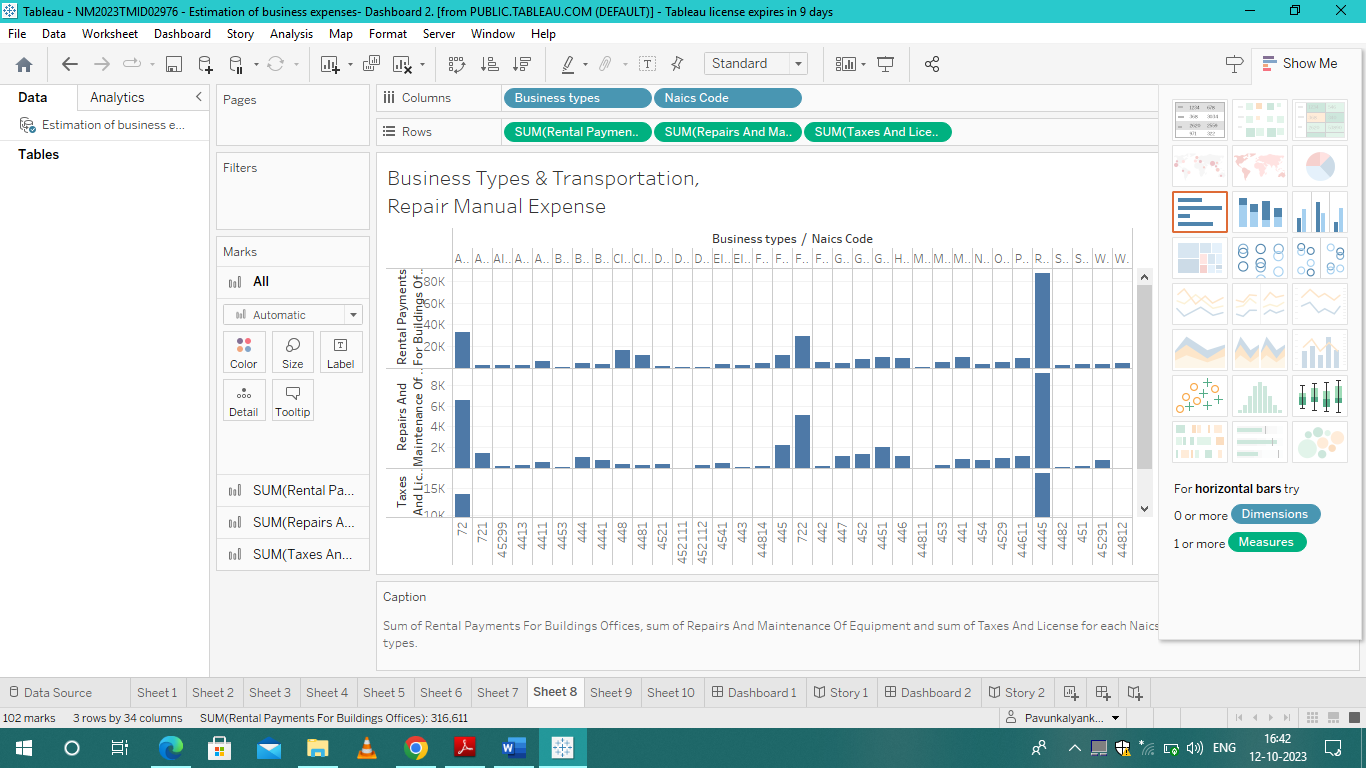 Tableau - NM2023TMID02976 - Estimation of business expenses- Dashboard 2. [from PUBLIC.TABLEAU.COM (DEFAULT)] - Tableau license expires in 9 days
File Data Worksheet Dashboard Story Analysis Map Format Server Window Help
Standard
Show Me
Data Analytics
Estimation of business e...
Tables
Pages
Filters
Marks
All
Automatic
Color Size Label
Detail Tooltip
SUM(Rental Pa...
SUM(Repairs A...
SUM(Taxes An...
Columns Business types Naics Code
Rows SUM(Rental Paymen.. SUM(Repairs And Ma.. SUM(Taxes And Lice..
Business Types & Transportation,
Repair Manual Expense
Business types / Naics Code
A.. A.. Al.. A.. A.. B.. B.. B.. Cl.. Cl.. D.. D.. D.. El.. El.. F.. F.. F.. F.. G.. G.. G.. H.. M.. M.. M.. N.. O.. P.. R.. S.. S.. W.. W..
Rental Payments
For Buildings Of..
80K
60K
40K
20K
Repairs And
Maintenance Of ..
8K
6K
4K
2K
Taxes
And Lic..
15K
10K
72 721 45299 4413 4411 4453 444 4441 448 4481 4521 452111 452112 4541 443 44814 445 722 442 447 452 4451 446 44811 453 441 454 4529 44611 4445 4482 451 45291 44812
Caption
Sum of Rental Payments For Buildings Offices, sum of Repairs And Maintenance Of Equipment and sum of Taxes And License for each Naics
types.
For horizontal bars try
0 or more Dimensions
1 or more Measures
Data Source Sheet 1 Sheet 2 Sheet 3 Sheet 4 Sheet 5 Sheet 6 Sheet 7 Sheet 8 Sheet 9 Sheet 10 Dashboard 1 Story 1 Dashboard 2 Story 2
102 marks 3 rows by 34 columns SUM(Rental Payments For Buildings Offices): 316,611
Pavunkalyank...
ENG
16:42
12-10-2023